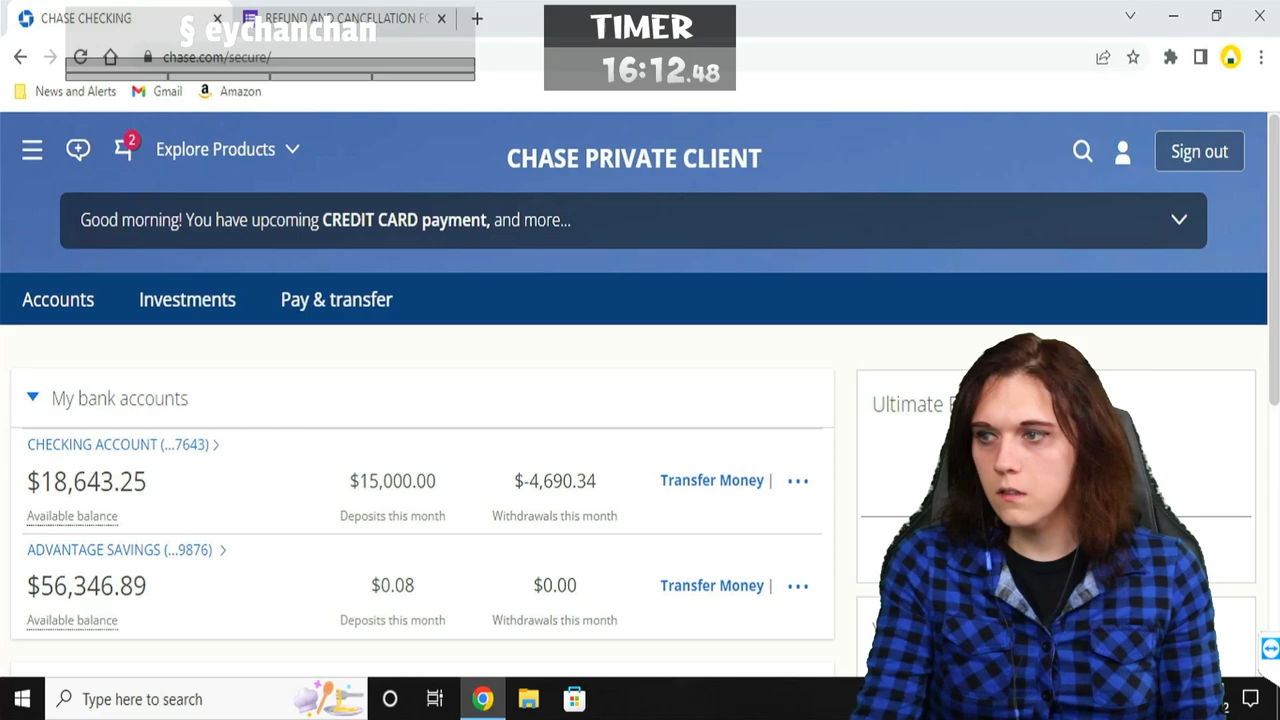 CHASE CHECKING
REFUND AND CANCELLATION FO
§ eychanchan
TIMER
16:12.48
chase.com/secure/
News and Alerts Gmail Amazon
2
Explore Products
CHASE PRIVATE CLIENT
Sign out
Good morning! You have upcoming CREDIT CARD payment, and more...
Accounts Investments Pay & transfer
My bank accounts
Ultimate
CHECKING ACCOUNT (...7643)
$18,643.25 $15,000.00 $-4,690.34 Transfer Money |
Available balance Deposits this month Withdrawals this month
ADVANTAGE SAVINGS (...9876)
$56,346.89 $0.08 $0.00 Transfer Money |
Available balance Deposits this month Withdrawals this month
Type here to search
2